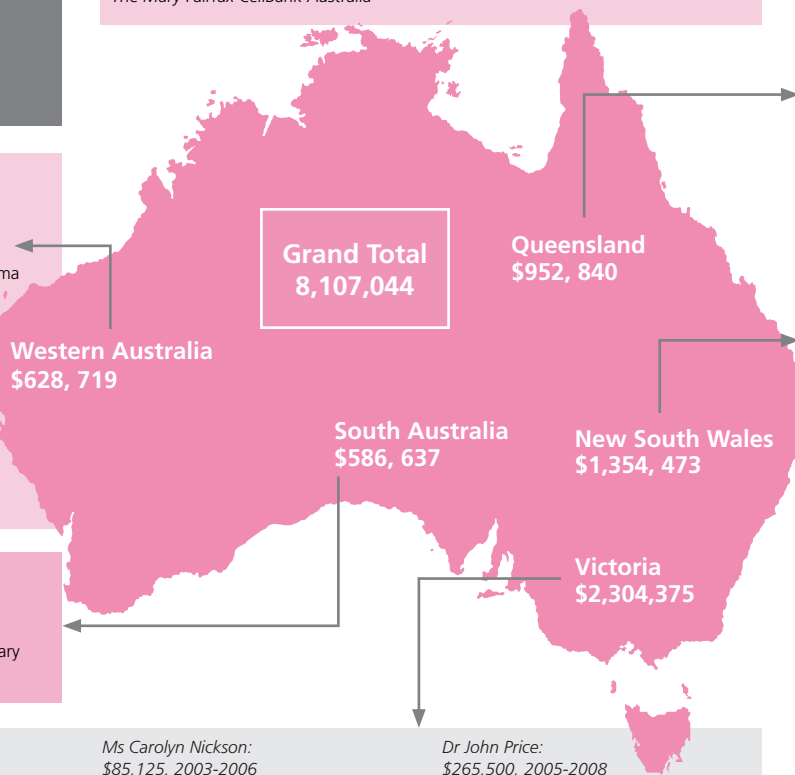 The Mary Fairfax CellBank Australia
Grand Total
8,107,044
Queensland
$952, 840
ma
Western Australia
$628, 719
South Australia
$586, 637
New South Wales
$1,354, 473
Victoria
$2,304,375
ary
Ms Carolyn Nickson:
$85,125, 2003-2006
Dr John Price:
$265,500, 2005-2008